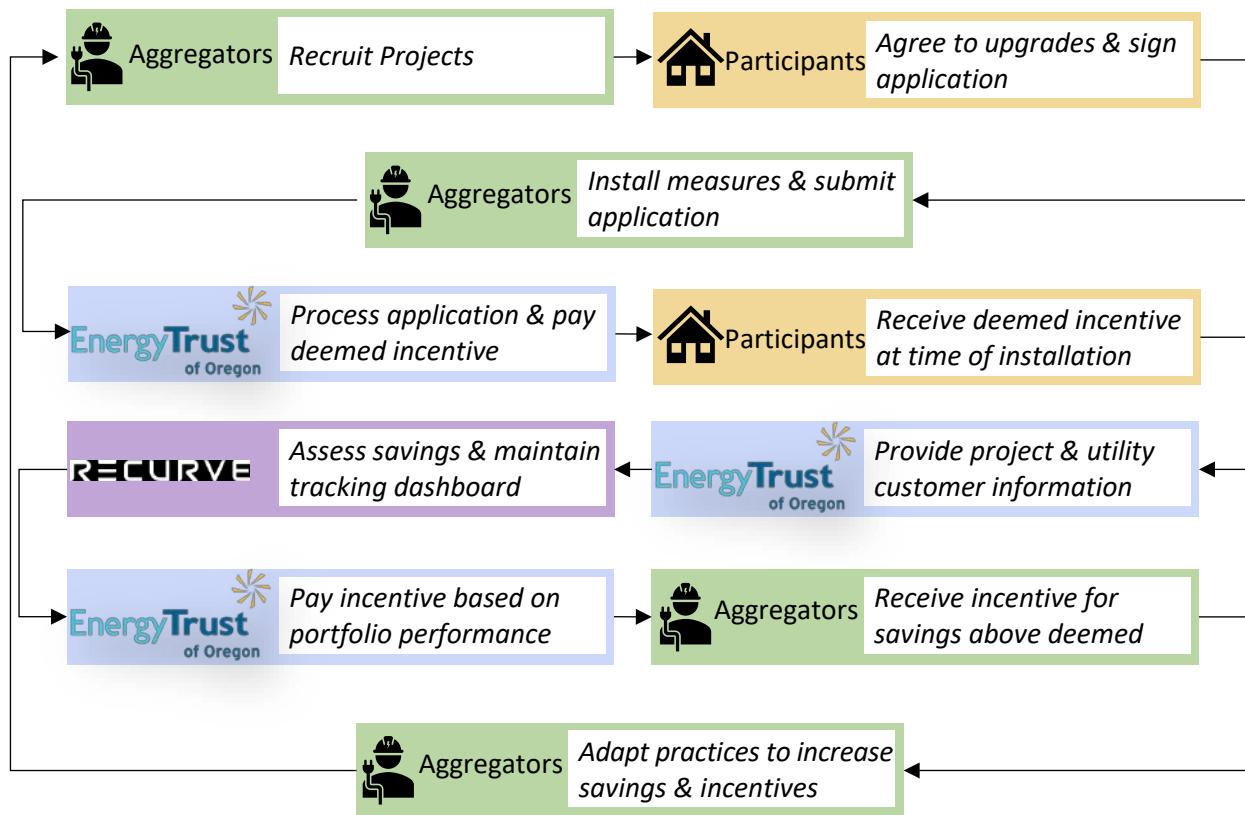 Aggregators
Recruit Projects
Participants
Agree to upgrades & sign
application
Aggregators
Install measures & submit
application
EnergyTrust
of Oregon
Process application & pay
deemed incentive
Participants
Receive deemed incentive
at time of installation
RECURVE
Assess savings & maintain
tracking dashboard
EnergyTrust
of Oregon
Provide project & utility
customer information
EnergyTrust
of Oregon
Pay incentive based on
portfolio performance
Aggregators
Receive incentive for
savings above deemed
Aggregators
Adapt practices to increase
savings & incentives